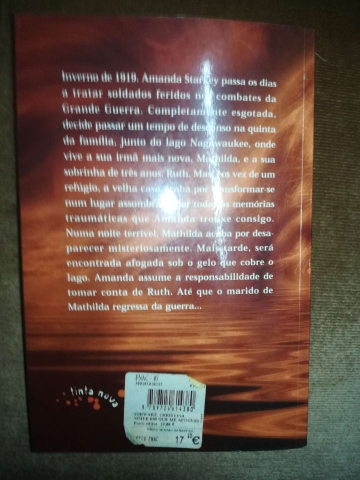 Inverno de 1919. Amanda Starkey passa os dias
a tratar soldados feridos nos combates da
Grande Guerra. Completamente esgotada,
decide passar um tempo de descanso na quinta
da família, junto do lago Nagawaukee, onde
vive a sua irmã mais nova, Mathilda, e a sua
sobrinha de três anos, Ruth. Mas em vez de um
refúgio, a velha casa acaba por transformar-se
num lugar assombrado por todas as memórias
traumáticas que Amanda trouxe consigo.
Numa noite terrível, Mathilda acaba por desa-
parecer misteriosamente. Mais tarde, será
encontrada afogada sob o gelo que cobre o
lago. Amanda assume a responsabilidade de
tomar conta de Ruth. Até que o marido de
Mathilda regressa da guerra...
tinta nova
FNAC
17 €